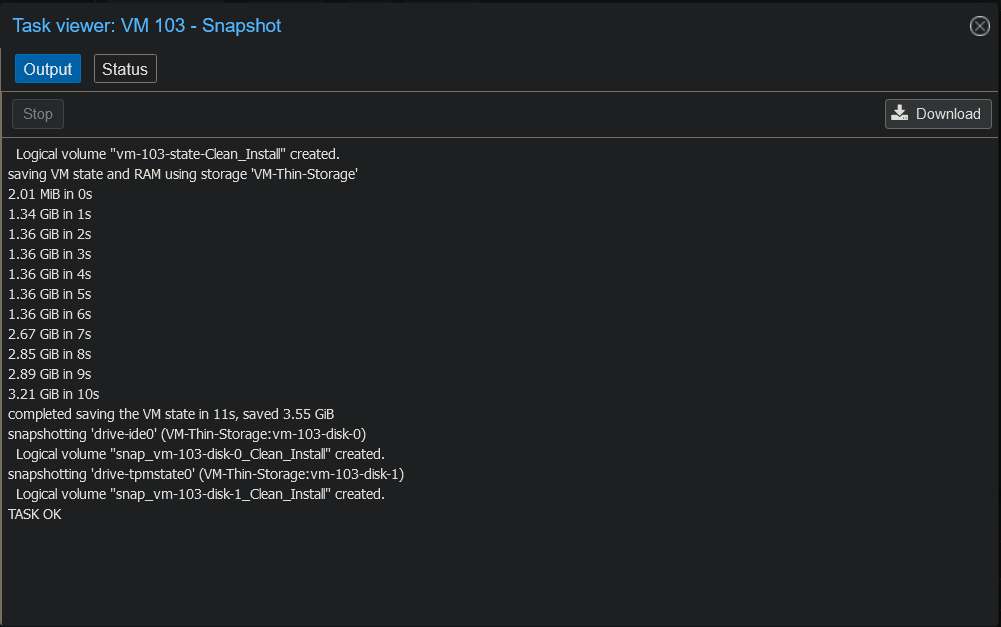 Task viewer: VM 103 - Snapshot
Output
Status
Stop
Download
Logical volume "vm-103-state-Clean_Install" created.
saving VM state and RAM using storage 'VM-Thin-Storage'
2.01 MiB in 0s
1.34 GiB in 1s
1.36 GiB in 2s
1.36 GiB in 3s
1.36 GiB in 4s
1.36 GiB in 5s
1.36 GiB in 6s
2.67 GiB in 7s
2.85 GiB in 8s
2.89 GiB in 9s
3.21 GiB in 10s
completed saving the VM state in 11s, saved 3.55 GiB
snapshotting 'drive-ide0' (VM-Thin-Storage:vm-103-disk-0)
Logical volume "snap_vm-103-disk-0_Clean_Install" created.
snapshotting 'drive-tpmstate0' (VM-Thin-Storage:vm-103-disk-1)
Logical volume "snap_vm-103-disk-1_Clean_Install" created.
TASK OK